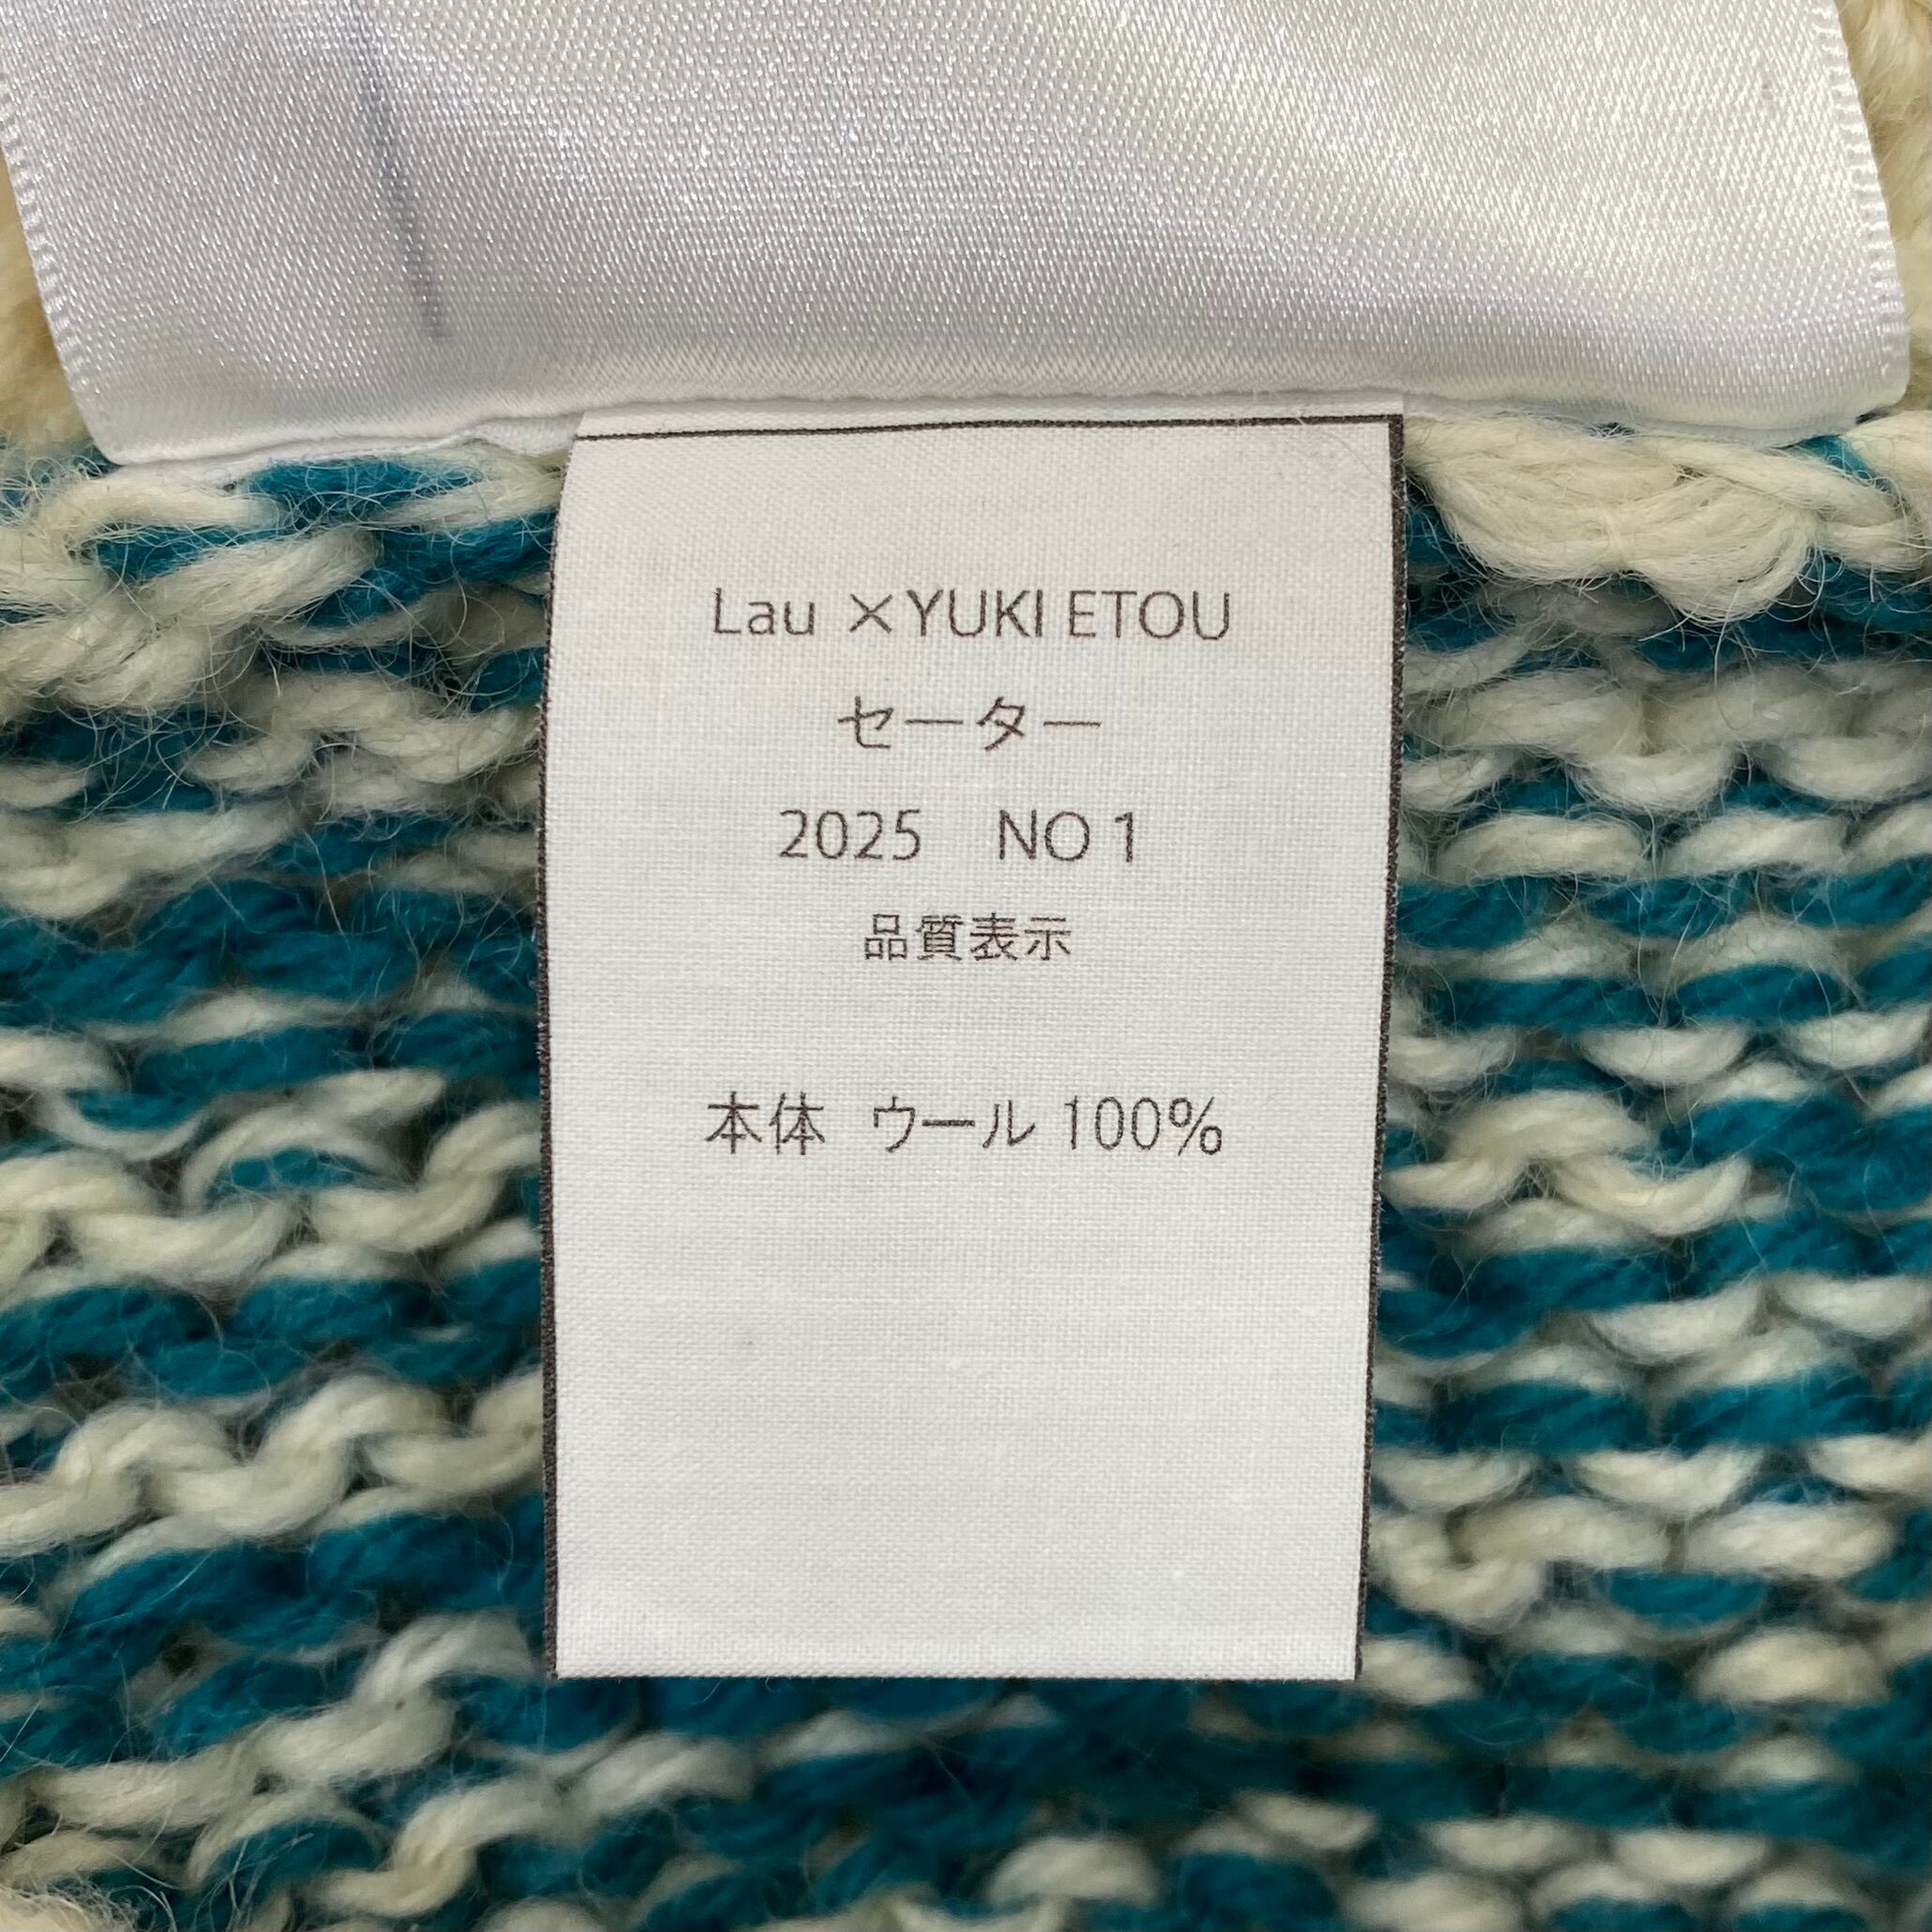 Lau ×YUKI ETOU
セーター
2025 NO 1
品質表示
本体 ウール 100%